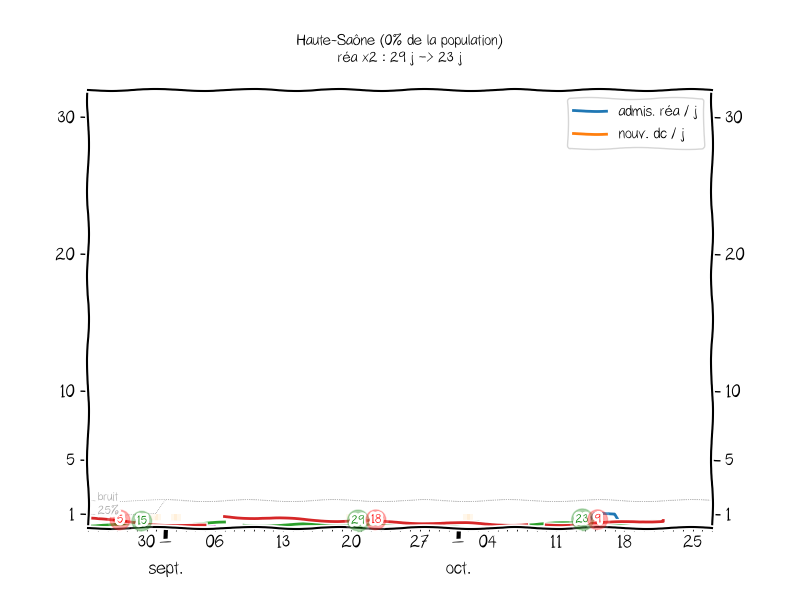 Haute-Saône (0% de la population)
réa x2 : 29 j -> 23 j
admis. réa / j
nouv. dc / j
30 30
20 20
10 10
5 5
bruit
25%
1 1
15 29 18 23 9
30 06 13 20 27 04 11 18 25
sept. oct.